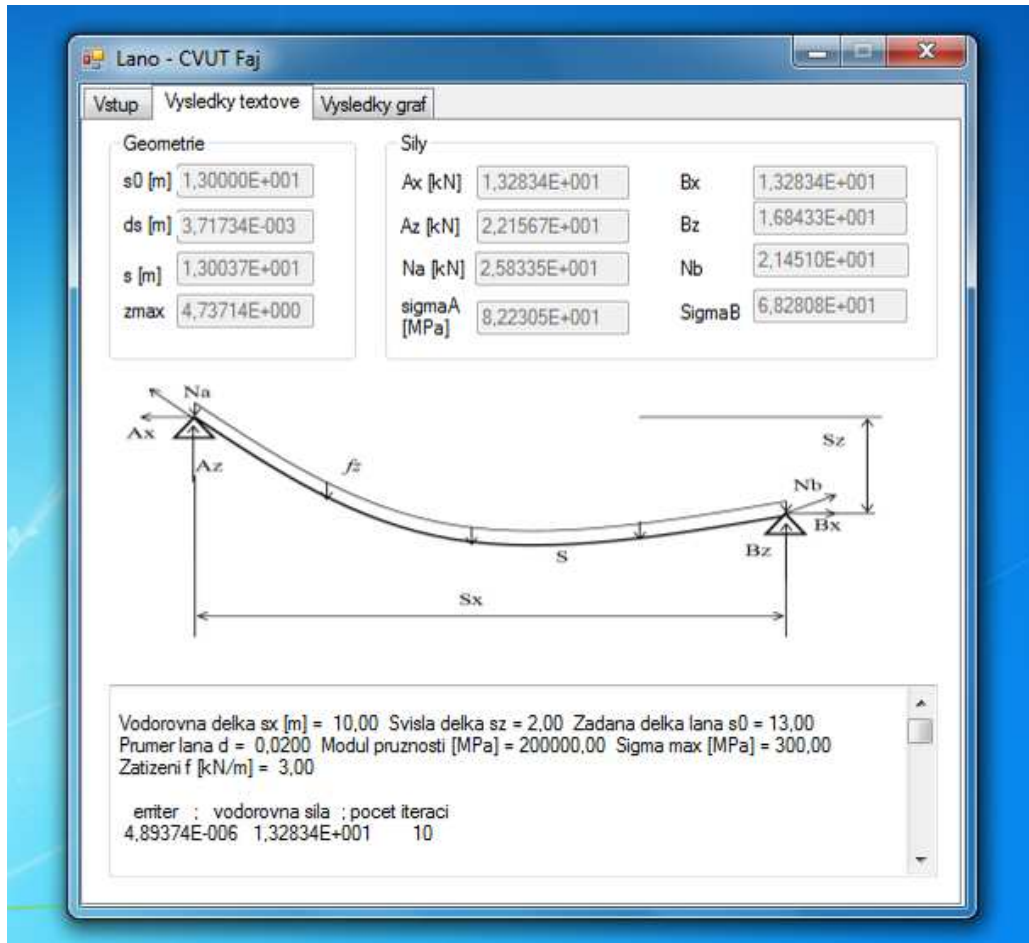 Lano - CVUT Faj
Vstup Vysledky textove Vysledky graf
Geometrie
s0 [m] 1,30000E+001
ds [m] 3,71734E-003
s [m] 1,30037E+001
zmax 4,73714E+000
Sily
Ax [kN] 1,32834E+001 Bx 1,32834E+001
Az [kN] 2,21567E+001 Bz 1,68433E+001
Na [kN] 2,58335E+001 Nb 2,14510E+001
sigmaA [MPa] 8,22305E+001 SigmaB 6,82808E+001
Na
Ax
Az
fz
Sz
Nb
Bx
Bz
S
Sx
Vodorovna delka sx [m] = 10,00 Svisla delka sz = 2,00 Zadana delka lana s0 = 13,00
Prumer lana d = 0,0200 Modul pruznosti [MPa] = 200000,00 Sigma max [MPa] = 300,00
Zatizeni f [kN/m] = 3,00
erriter ; vodorovna sila ; pocet iteraci
4,89374E-006 1,32834E+001 10